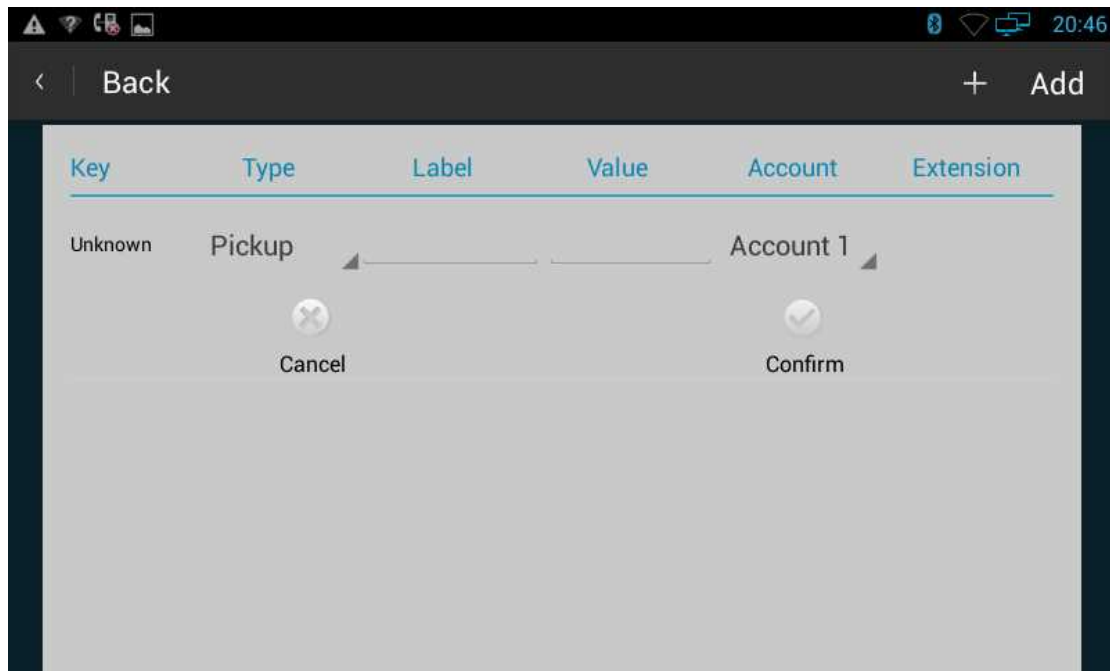 20:46
Back + Add
Key Type Label Value Account Extension
Unknown Pickup Account 1
Cancel Confirm